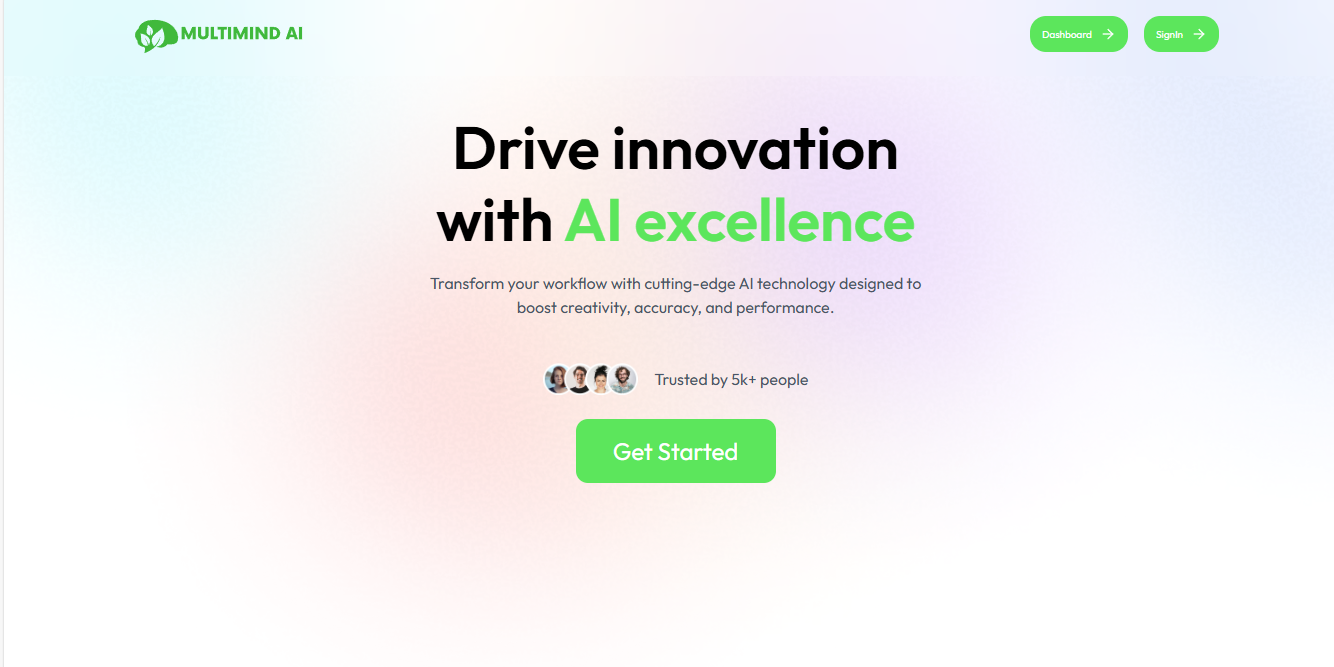 MULTIMIND AI
Dashboard
SignIn
Drive innovation
with AI excellence
Transform your workflow with cutting-edge AI technology designed to
boost creativity, accuracy, and performance.
Trusted by 5k+ people
Get Started